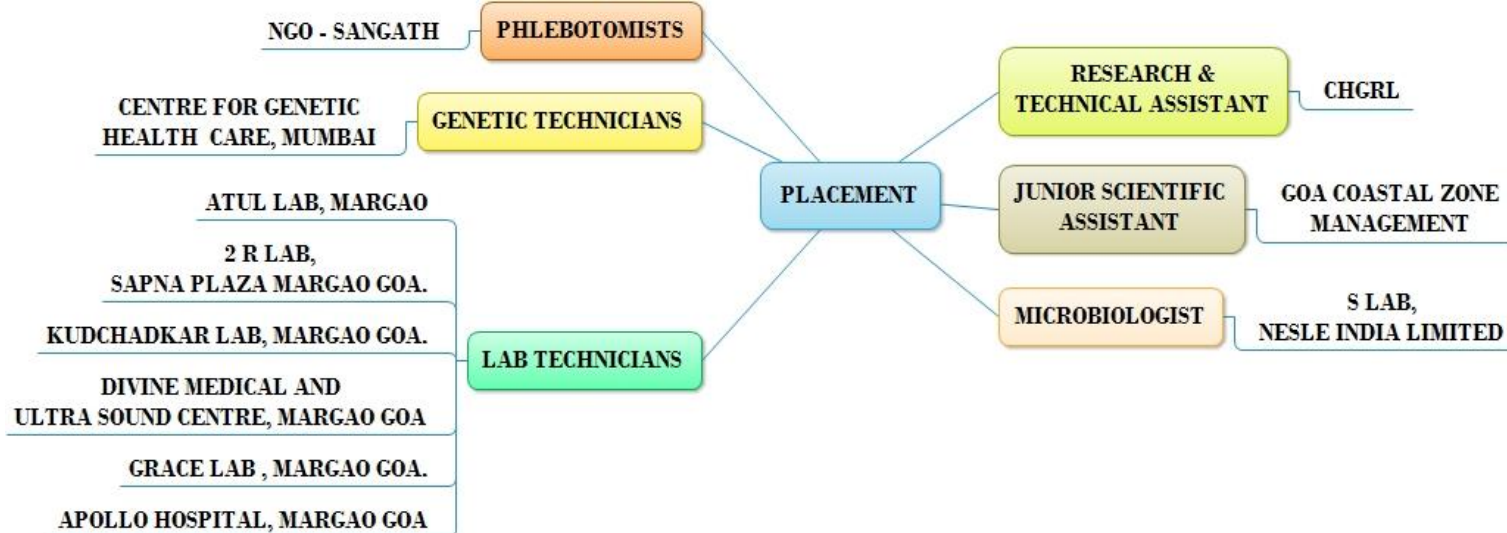 NGO - SANGATH
PHLEBOTOMISTS
CENTRE FOR GENETIC
HEALTH CARE, MUMBAI
GENETIC TECHNICIANS
ATUL LAB, MARGAO
2 R LAB,
SAPNA PLAZA MARGAO GOA.
KUDCHADKAR LAB, MARGAO GOA.
DIVINE MEDICAL AND
ULTRA SOUND CENTRE, MARGAO GOA
GRACE LAB , MARGAO GOA.
APOLLO HOSPITAL, MARGAO GOA
LAB TECHNICIANS
PLACEMENT
RESEARCH &
TECHNICAL ASSISTANT
CHGRL
JUNIOR SCIENTIFIC
ASSISTANT
GOA COASTAL ZONE
MANAGEMENT
MICROBIOLOGIST
S LAB,
NESLE INDIA LIMITED